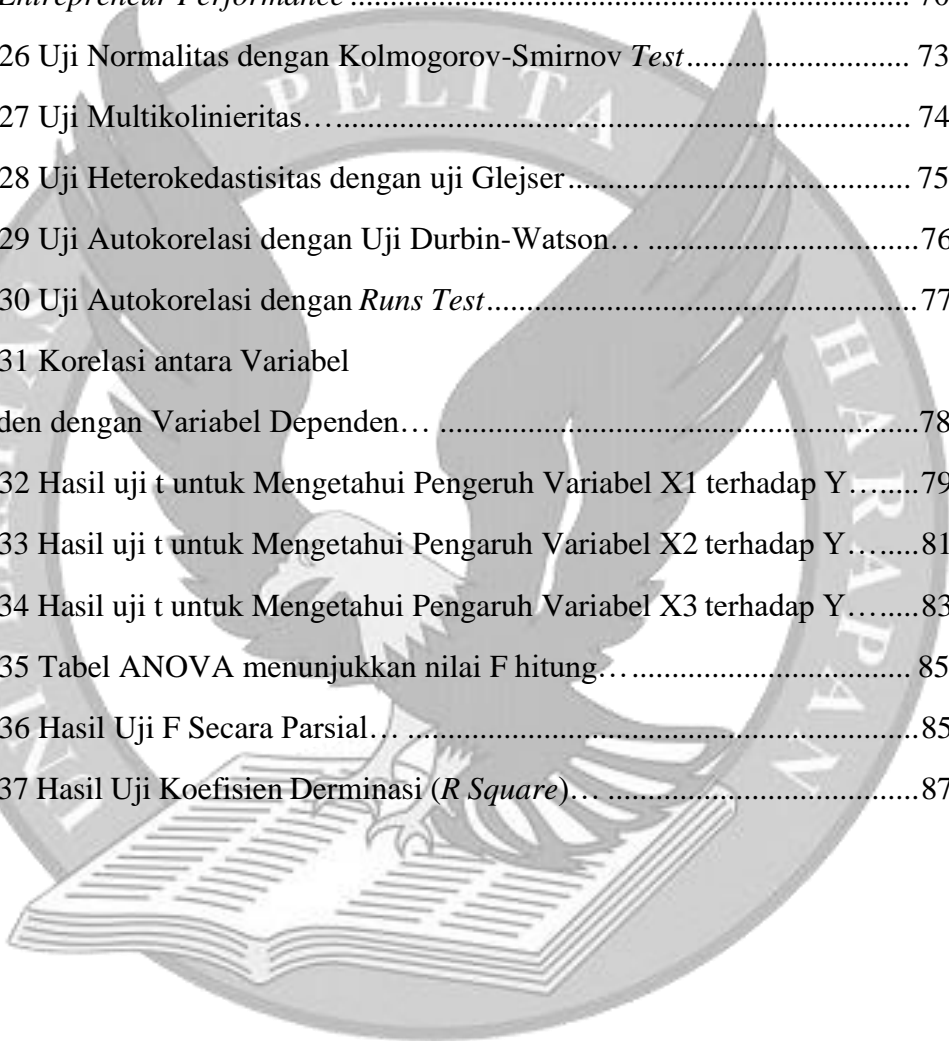 Entrepreneur Performance ........................................................................ 70
26 Uji Normalitas dengan Kolmogorov-Smirnov Test ............................ 73
27 Uji Multikolinieritas… ......................................................................... 74
28 Uji Heterokedastisitas dengan uji Glejser ............................................ 75
29 Uji Autokorelasi dengan Uji Durbin-Watson… ...................................76
30 Uji Autokorelasi dengan Runs Test .......................................................77
31 Korelasi antara Variabel
den dengan Variabel Dependen… .............................................................78
32 Hasil uji t untuk Mengetahui Pengeruh Variabel X1 terhadap Y…......79
33 Hasil uji t untuk Mengetahui Pengaruh Variabel X2 terhadap Y…......81
34 Hasil uji t untuk Mengetahui Pengaruh Variabel X3 terhadap Y…......83
35 Tabel ANOVA menunjukkan nilai F hitung… ..................................... 85
36 Hasil Uji F Secara Parsial… ..................................................................85
37 Hasil Uji Koefisien Derminasi (R Square)… .........................................87
PELITA
HARAPAN